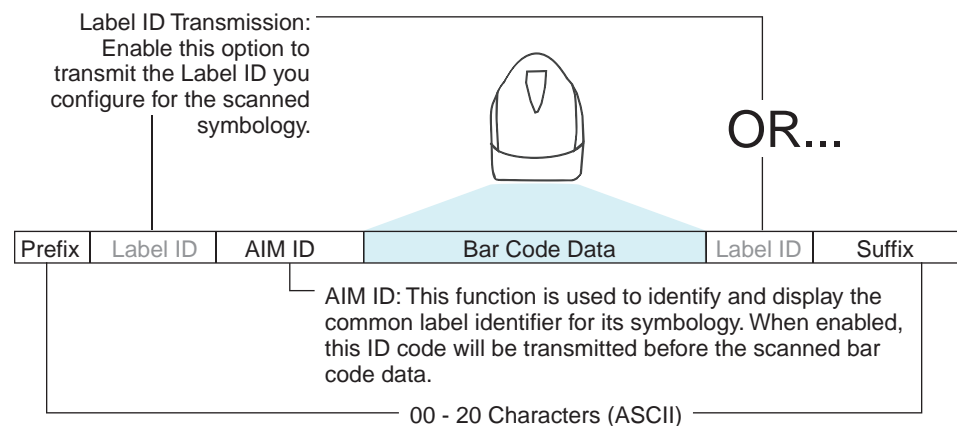 Label ID Transmission:
Enable this option to
transmit the Label ID you
configure for the scanned
symbology.
OR...
Prefix Label ID AIM ID Bar Code Data Label ID Suffix
AIM ID: This function is used to identify and display the
common label identifier for its symbology. When enabled,
this ID code will be transmitted before the scanned bar
code data.
00 - 20 Characters (ASCII)